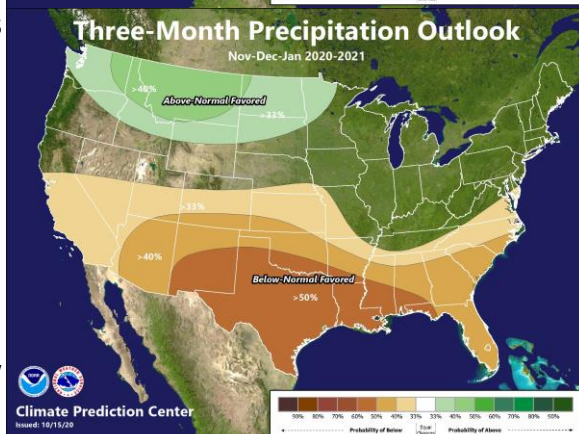 Three-Month Precipitation Outlook
Nov-Dec-Jan 2020-2021
>40%
Above-Normal Favored
>33%
>33%
>40%
Below-Normal Favored
>50%
NOAA
Climate Prediction Center
Issued: 10/15/20
90% 80% 70% 60% 50% 40% 33% 33% 40% 50% 60% 70% 80% 90%
Probability of Below Equal Chances Probability of Above